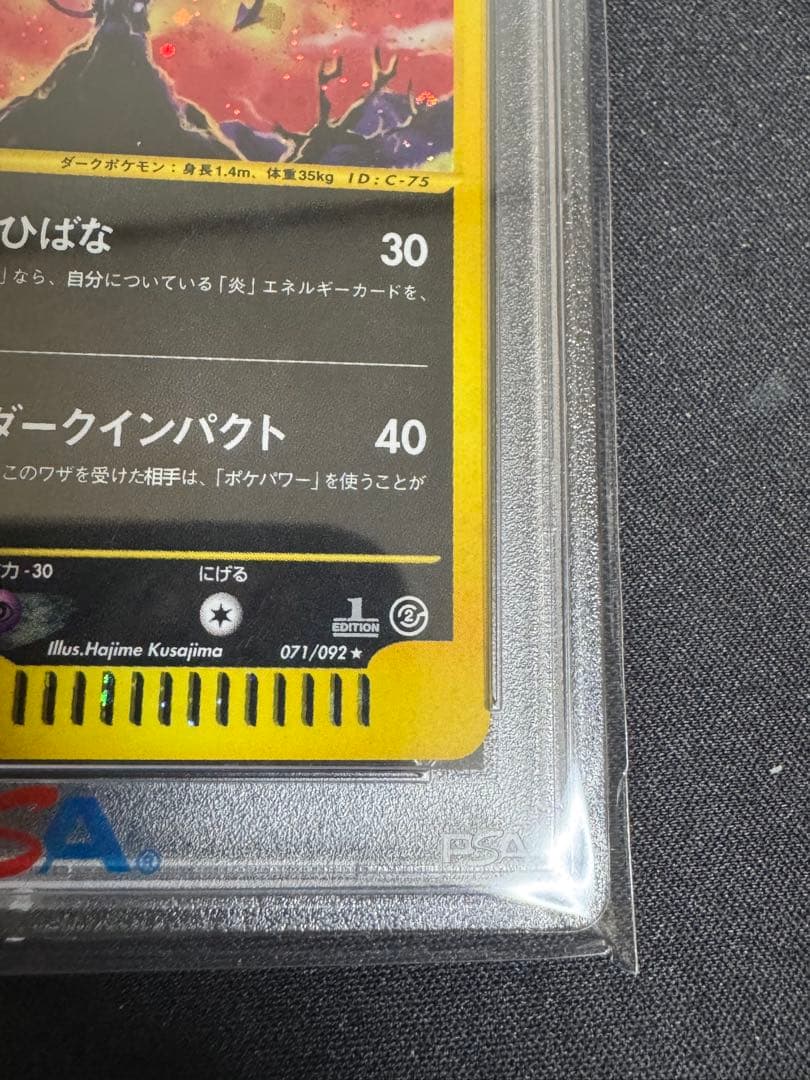 ダークポケモン：身長1.4m、体重35kg ID:C-75
ひばな 30
」なら、自分についている「炎」エネルギーカードを、
ダークインパクト 40
このワザを受けた相手は、「ポケパワー」を使うことが
力 -30 にげる
1 EDITION 2
Illus.Hajime Kusajima 071/092★
SA®
PSA